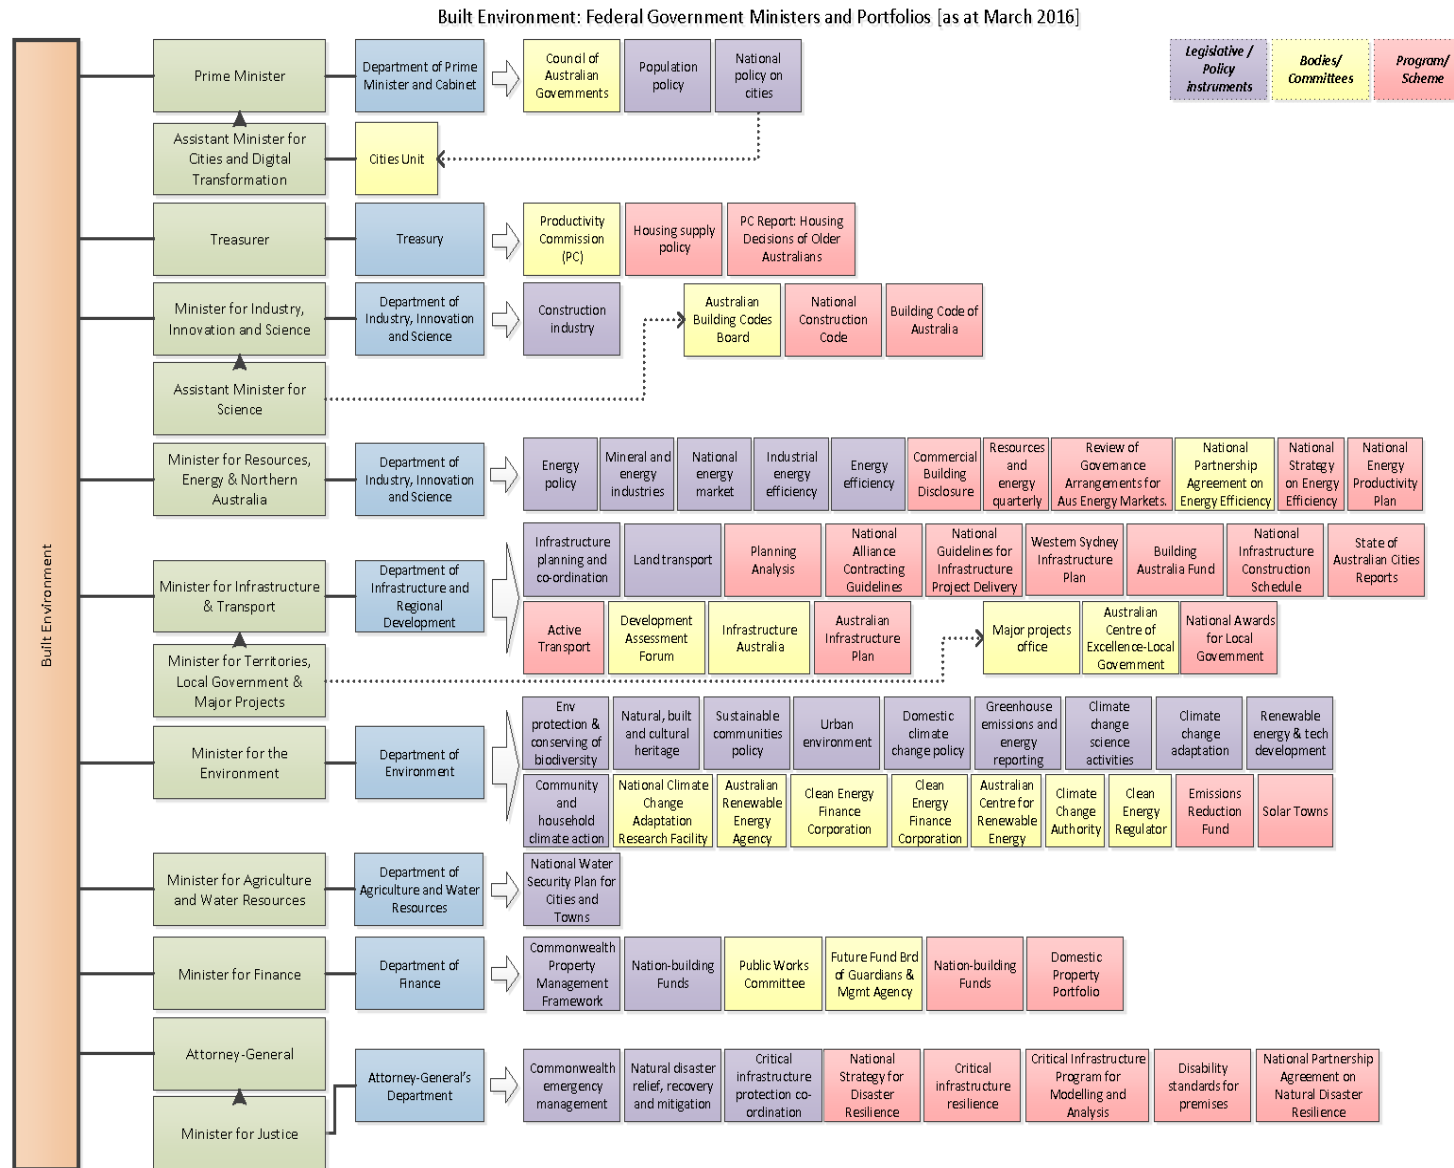 Built Environment: Federal Government Ministers and Portfolios [as at March 2016]
Legislative /
Policy
instruments
Bodies/
Committees
Program/
Scheme
Built Environment
Prime Minister
Department of Prime
Minister and Cabinet
Council of
Australian
Governments
Population
policy
National
policy on
cities
Assistant Minister for
Cities and Digital
Transformation
Cities Unit
Treasurer
Treasury
Productivity
Commission
(PC)
Housing supply
policy
PC Report: Housing
Decisions of Older
Australians
Minister for Industry,
Innovation and Science
Department of
Industry, Innovation
and Science
Construction
industry
Australian
Building Codes
Board
National
Construction
Code
Building Code of
Australia
Assistant Minister for
Science
Minister for Resources,
Energy & Northern
Australia
Department of
Industry, Innovation
and Science
Energy
policy
Mineral and
energy
industries
National
energy
market
Industrial
energy
efficiency
Energy
efficiency
Commercial
Building
Disclosure
Resources
and
energy
quarterly
Review of
Governance
Arrangements for
Aus Energy Markets.
National
Partnership
Agreement on
Energy Efficiency
National
Strategy
on Energy
Efficiency
National
Energy
Productivity
Plan
Minister for Infrastructure
& Transport
Department of
Infrastructure and
Regional
Development
Infrastructure
planning and
co-ordination
Land transport
Planning
Analysis
National
Alliance
Contracting
Guidelines
National
Guidelines for
Infrastructure
Project Delivery
Western Sydney
Infrastructure
Plan
Building
Australia Fund
National
Infrastructure
Construction
Schedule
State of
Australian Cities
Reports
Active
Transport
Development
Assessment
Forum
Infrastructure
Australia
Australian
Infrastructure
Plan
Major projects
office
Australian
Centre of
Excellence-Local
Government
National Awards
for Local
Government
Minister for Territories,
Local Government &
Major Projects
Minister for the
Environment
Department of
Environment
Env
protection &
conserving of
biodiversity
Natural, built
and cultural
heritage
Sustainable
communities
policy
Urban
environment
Domestic
climate
change policy
Greenhouse
emissions and
energy
reporting
Climate
change
science
activities
Climate
change
adaptation
Renewable
energy & tech
development
Community
and
household
climate action
National Climate
Change
Adaptation
Research Facility
Australian
Renewable
Energy
Agency
Clean Energy
Finance
Corporation
Clean
Energy
Finance
Corporation
Australian
Centre for
Renewable
Energy
Climate
Change
Authority
Clean
Energy
Regulator
Emissions
Reduction
Fund
Solar Towns
Minister for Agriculture
and Water Resources
Department of
Agriculture and Water
Resources
National Water
Security Plan for
Cities and
Towns
Minister for Finance
Department of
Finance
Commonwealth
Property
Management
Framework
Nation-building
Funds
Public Works
Committee
Future Fund Brd
of Guardians &
Mgmt Agency
Nation-building
Funds
Domestic
Property
Portfolio
Attorney-General
Attorney-General's
Department
Commonwealth
emergency
management
Natural disaster
relief, recovery
and mitigation
Critical
infrastructure
protection co-
ordination
National
Strategy for
Disaster
Resilience
Critical
infrastructure
resilience
Critical Infrastructure
Program for
Modelling and
Analysis
Disability
standards for
premises
National Partnership
Agreement on
Natural Disaster
Resilience
Minister for Justice